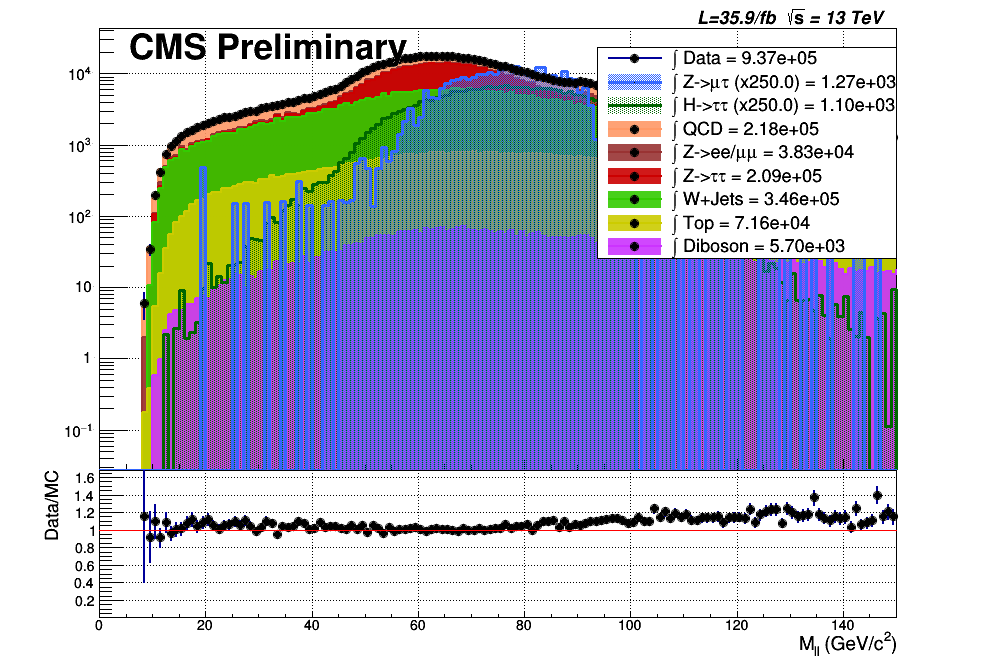 L=35.9/fb √s = 13 TeV
CMS Preliminary
∫ Data = 9.37e+05
∫ Z->μτ (x250.0) = 1.27e+03
∫ H->ττ (x250.0) = 1.10e+03
∫ QCD = 2.18e+05
∫ Z->ee/μμ = 3.83e+04
∫ Z->ττ = 2.09e+05
∫ W+Jets = 3.46e+05
∫ Top = 7.16e+04
∫ Diboson = 5.70e+03
10⁴
10³
10²
10
1
10⁻¹
Data/MC
1.6
1.4
1.2
1
0.8
0.6
0.4
0.2
0 20 40 60 80 100 120 140
M_ll (GeV/c²)